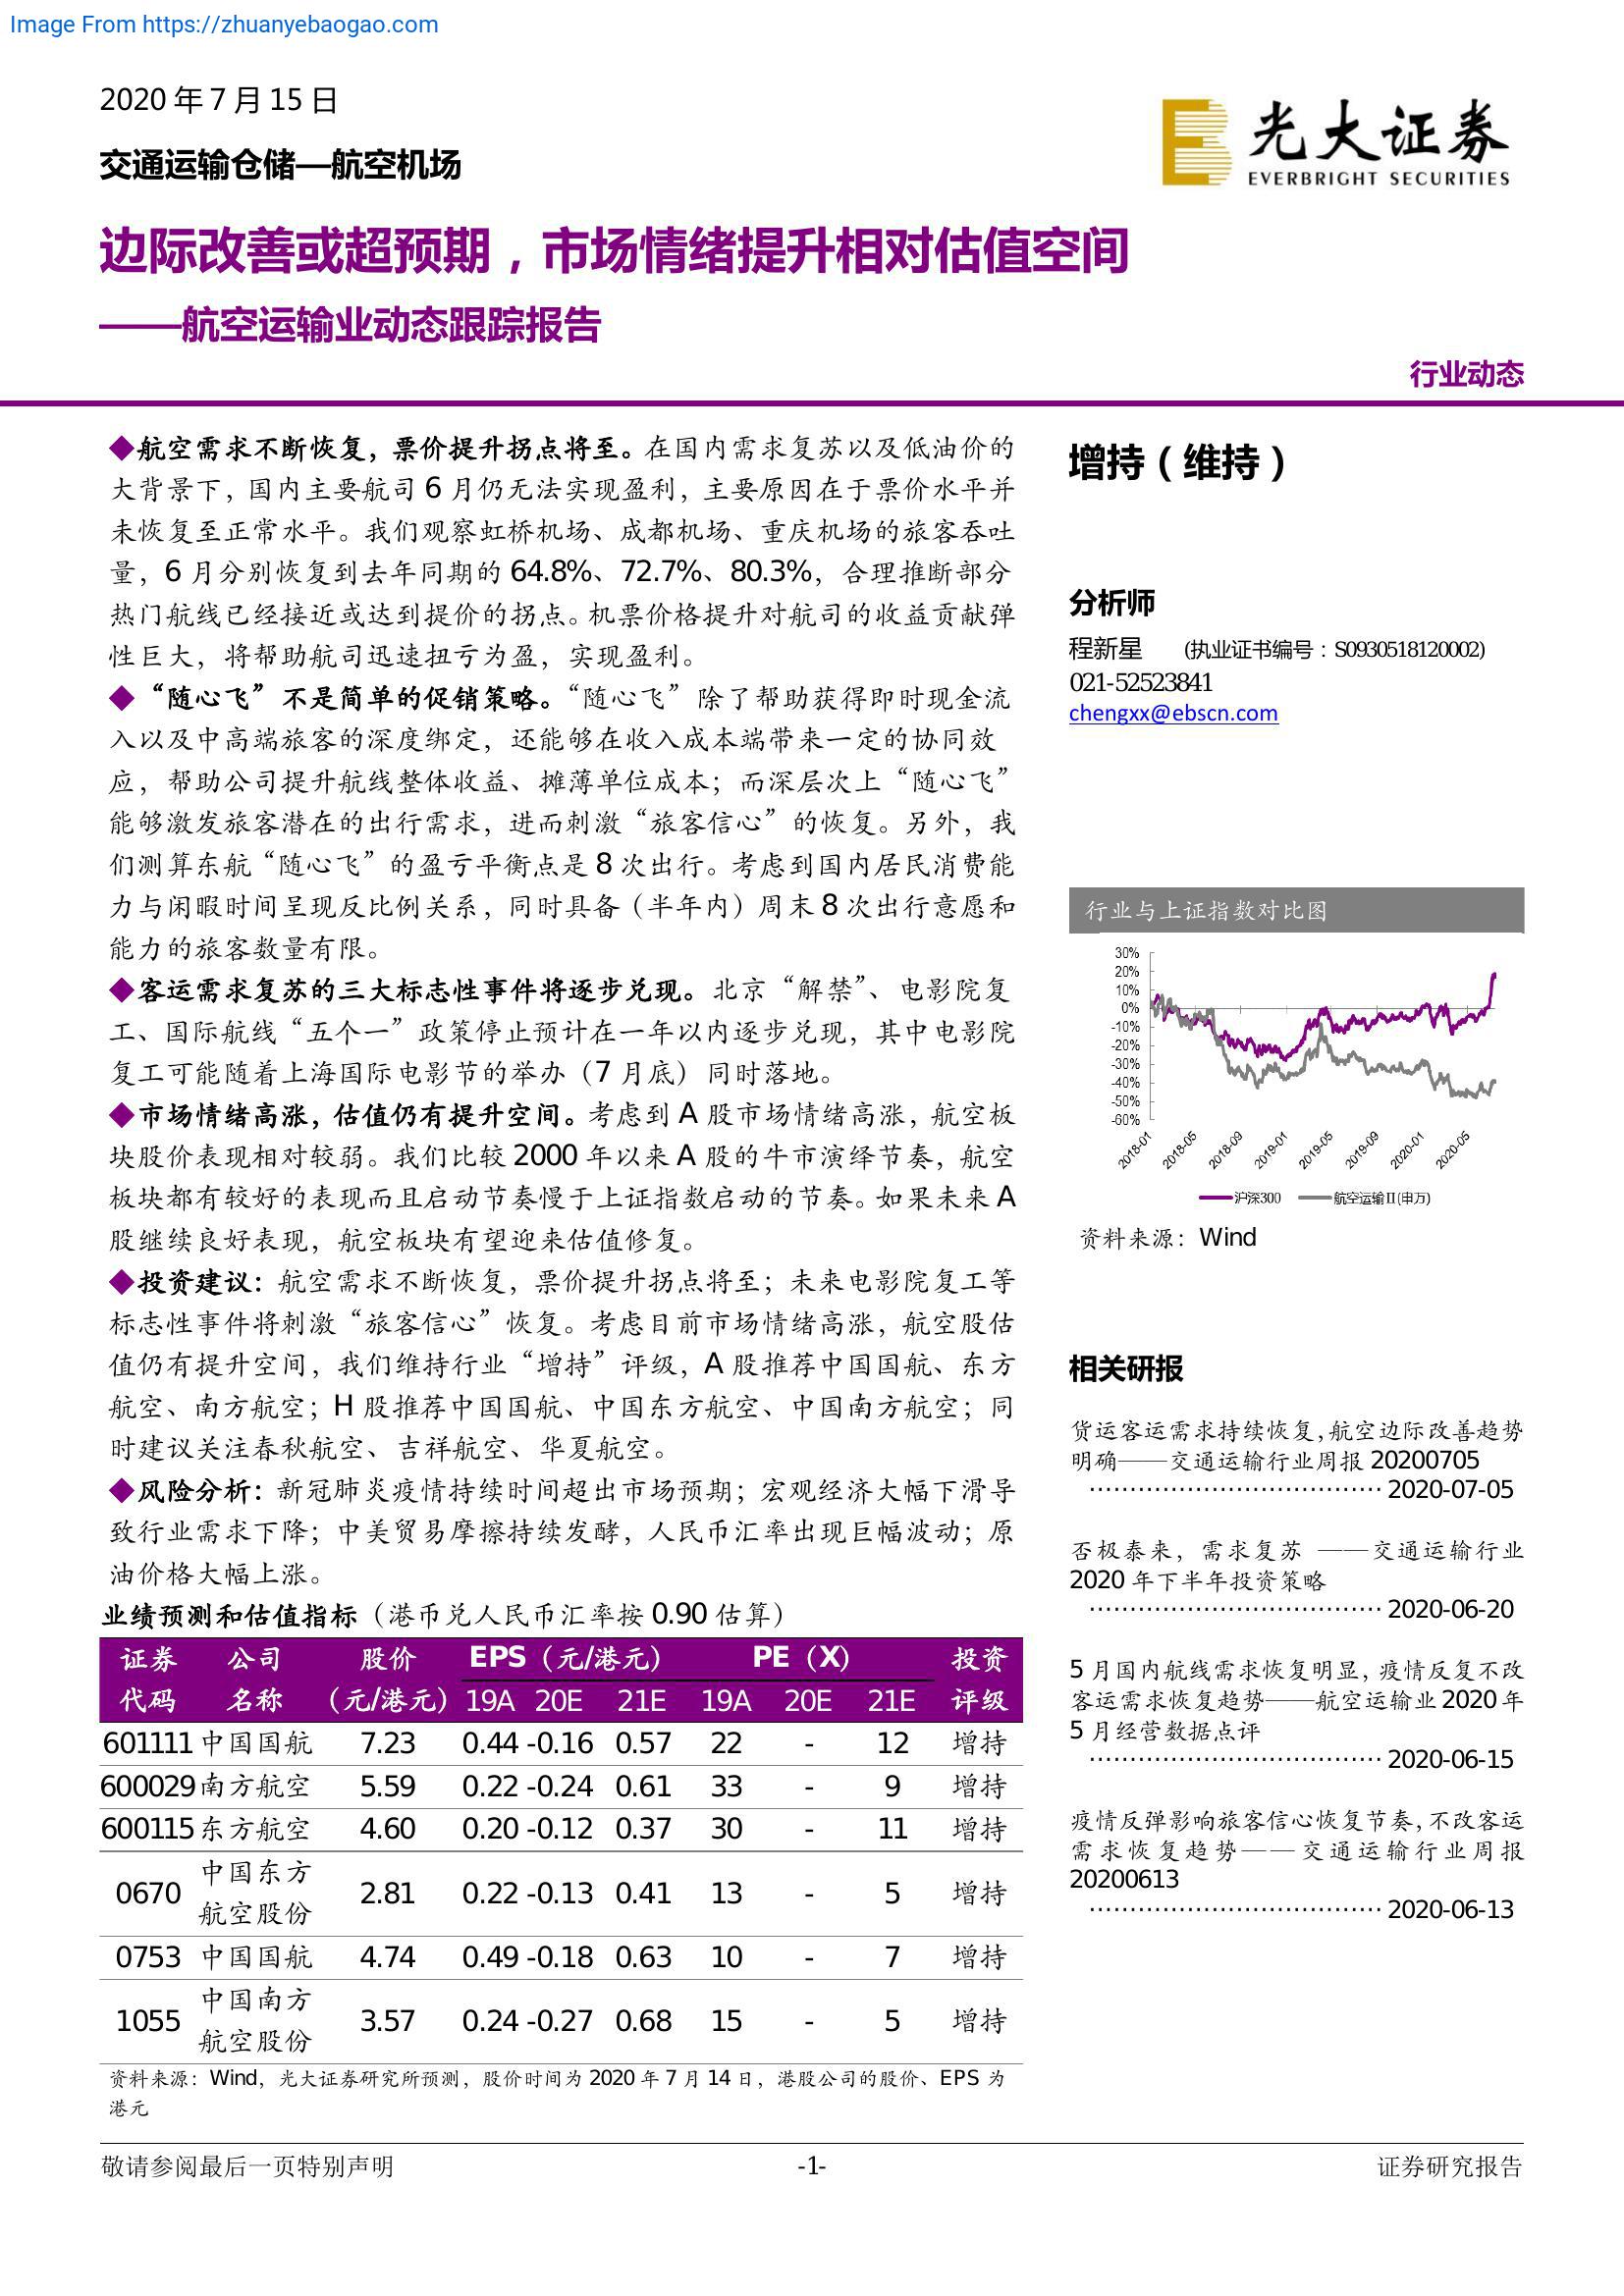 Image From https://zhuanyebaogao.com
2020 年 7 月 15 日
光大证券
EVERBRIGHT SECURITIES
交通运输仓储—航空机场
边际改善或超预期，市场情绪提升相对估值空间
——航空运输业动态跟踪报告
行业动态
◆航空需求不断恢复，票价提升拐点将至。在国内需求复苏以及低油价的
大背景下，国内主要航司 6 月仍无法实现盈利，主要原因在于票价水平并
未恢复至正常水平。我们观察虹桥机场、成都机场、重庆机场的旅客吞吐
量，6 月分别恢复到去年同期的 64.8%、72.7%、80.3%，合理推断部分
热门航线已经接近或达到提价的拐点。机票价格提升对航司的收益贡献弹
性巨大，将帮助航司迅速扭亏为盈，实现盈利。
◆“随心飞”不是简单的促销策略。“随心飞”除了帮助获得即时现金流
入以及中高端旅客的深度绑定，还能够在收入成本端带来一定的协同效
应，帮助公司提升航线整体收益、摊薄单位成本；而深层次上“随心飞”
能够激发旅客潜在的出行需求，进而刺激“旅客信心”的恢复。另外，我
们测算东航“随心飞”的盈亏平衡点是 8 次出行。考虑到国内居民消费能
力与闲暇时间呈现反比例关系，同时具备（半年内）周末 8 次出行意愿和
能力的旅客数量有限。
◆客运需求复苏的三大标志性事件将逐步兑现。北京“解禁”、电影院复
工、国际航线“五个一”政策停止预计在一年以内逐步兑现，其中电影院
复工可能随着上海国际电影节的举办（7 月底）同时落地。
◆市场情绪高涨，估值仍有提升空间。考虑到 A 股市场情绪高涨，航空板
块股价表现相对较弱。我们比较 2000 年以来 A 股的牛市演绎节奏，航空
板块都有较好的表现而且启动节奏慢于上证指数启动的节奏。如果未来 A
股继续良好表现，航空板块有望迎来估值修复。
◆投资建议：航空需求不断恢复，票价提升拐点将至；未来电影院复工等
标志性事件将刺激“旅客信心”恢复。考虑目前市场情绪高涨，航空股估
值仍有提升空间，我们维持行业“增持”评级，A 股推荐中国国航、东方
航空、南方航空；H 股推荐中国国航、中国东方航空、中国南方航空；同
时建议关注春秋航空、吉祥航空、华夏航空。
◆风险分析：新冠肺炎疫情持续时间超出市场预期；宏观经济大幅下滑导
致行业需求下降；中美贸易摩擦持续发酵，人民币汇率出现巨幅波动；原
油价格大幅上涨。
业绩预测和估值指标（港币兑人民币汇率按 0.90 估算）
证券 公司 股价 EPS（元/港元） PE（X） 投资
代码 名称 （元/港元） 19A 20E 21E 19A 20E 21E 评级
601111 中国国航 7.23 0.44 -0.16 0.57 22 - 12 增持
600029 南方航空 5.59 0.22 -0.24 0.61 33 - 9 增持
600115 东方航空 4.60 0.20 -0.12 0.37 30 - 11 增持
中国东方
0670 2.81 0.22 -0.13 0.41 13 - 5 增持
航空股份
0753 中国国航 4.74 0.49 -0.18 0.63 10 - 7 增持
中国南方
1055 3.57 0.24 -0.27 0.68 15 - 5 增持
航空股份
资料来源：Wind，光大证券研究所预测，股价时间为 2020 年 7 月 14 日，港股公司的股价、EPS 为
港元
增持（维持）
分析师
程新星 (执业证书编号：S0930518120002)
021-52523841
chengxx@ebscn.com
行业与上证指数对比图
30%
20%
10%
0%
-10%
-20%
-30%
-40%
-50%
-60%
2018-01 2018-05 2018-09 2019-01 2019-05 2019-09 2020-01 2020-05
沪深300 航空运输Ⅱ(申万)
资料来源：Wind
相关研报
货运客运需求持续恢复，航空边际改善趋势
明确——交通运输行业周报 20200705
···································· 2020-07-05
否极泰来，需求复苏 ——交通运输行业
2020 年下半年投资策略
···································· 2020-06-20
5 月国内航线需求恢复明显，疫情反复不改
客运需求恢复趋势——航空运输业 2020 年
5 月经营数据点评
···································· 2020-06-15
疫情反弹影响旅客信心恢复节奏，不改客运
需求恢复趋势——交通运输行业周报
20200613
···································· 2020-06-13
敬请参阅最后一页特别声明 -1- 证券研究报告